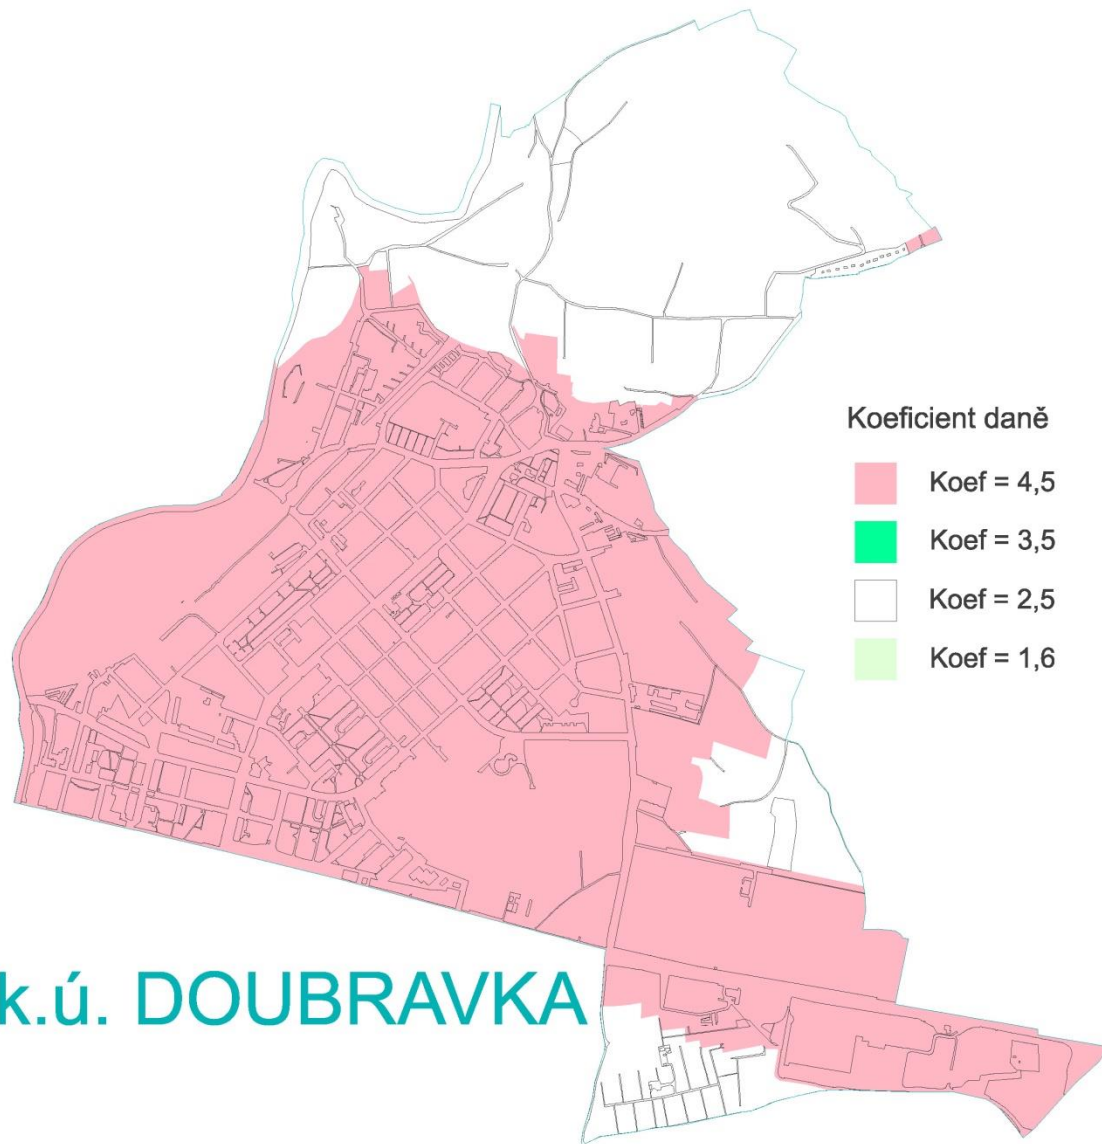 Koeficient daně
Koef = 4,5
Koef = 3,5
Koef = 2,5
Koef = 1,6
k.ú. DOUBRAVKA